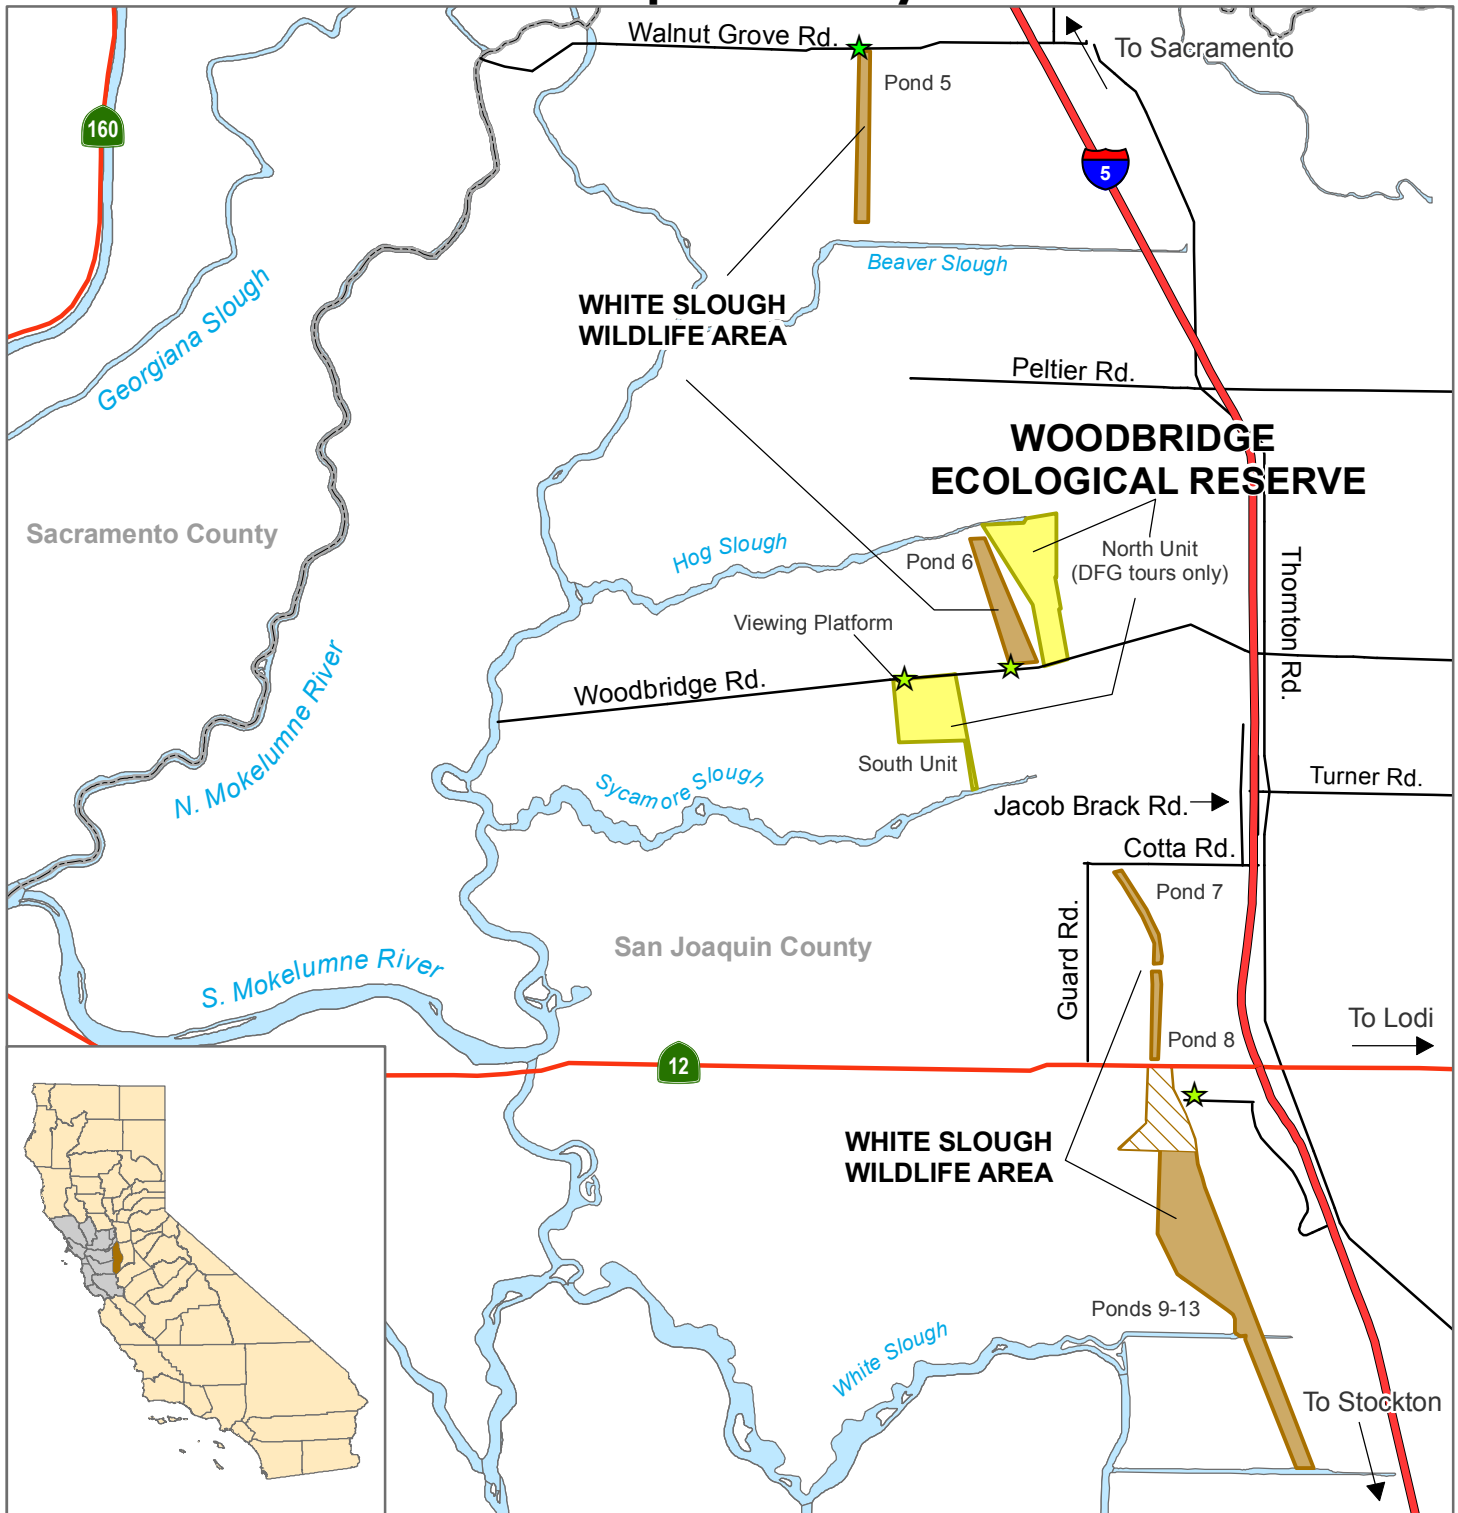 Walnut Grove Rd.
To Sacramento
Pond 5
160
5
Beaver Slough
Georgiana Slough
WHITE SLOUGH
WILDLIFE AREA
Peltier Rd.
WOODBRIDGE
ECOLOGICAL RESERVE
Sacramento County
Hog Slough
Pond 6
North Unit
(DFG tours only)
Thornton Rd.
Viewing Platform
Woodbridge Rd.
N. Mokelumne River
South Unit
Sycamore Slough
Turner Rd.
Jacob Brack Rd.
Cotta Rd.
Pond 7
Guard Rd.
San Joaquin County
S. Mokelumne River
To Lodi
Pond 8
12
WHITE SLOUGH
WILDLIFE AREA
Ponds 9-13
White Slough
To Stockton